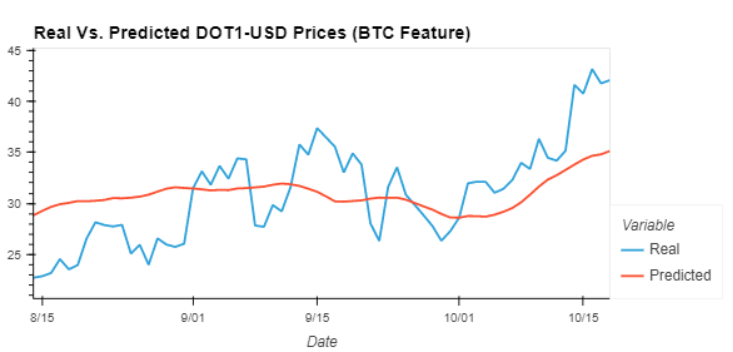 Real Vs. Predicted DOT1-USD Prices (BTC Feature)
45
40
35
30
25
8/15 9/01 9/15 10/01 10/15
Date
Variable
Real
Predicted